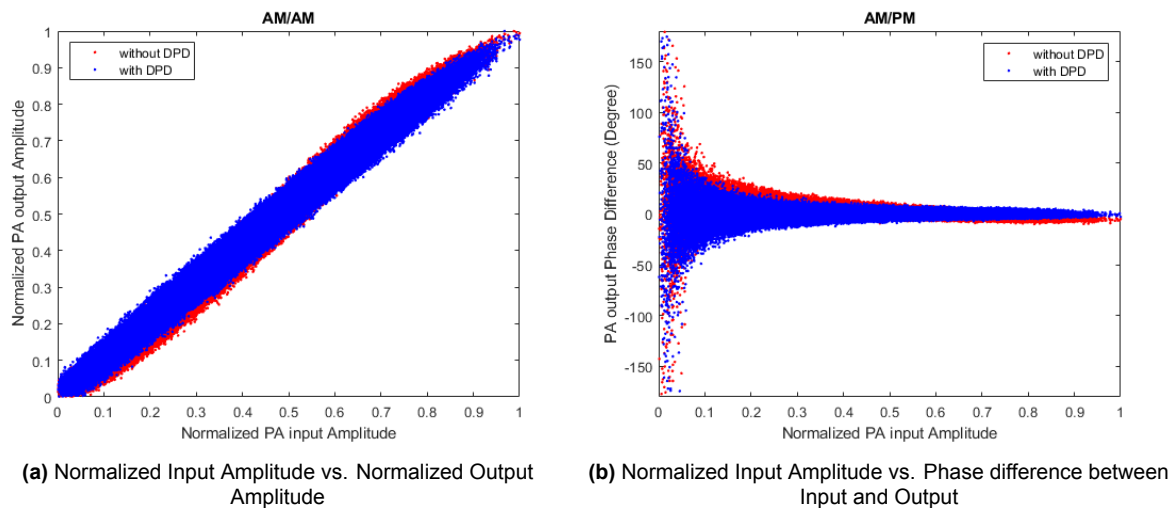 AM/AM
without DPD
with DPD
Normalized PA output Amplitude
1
0.9
0.8
0.7
0.6
0.5
0.4
0.3
0.2
0.1
0
0 0.1 0.2 0.3 0.4 0.5 0.6 0.7 0.8 0.9 1
Normalized PA input Amplitude
(a) Normalized Input Amplitude vs. Normalized Output
Amplitude
AM/PM
without DPD
with DPD
PA output Phase Difference (Degree)
150
100
50
0
-50
-100
-150
0 0.1 0.2 0.3 0.4 0.5 0.6 0.7 0.8 0.9 1
Normalized PA input Amplitude
(b) Normalized Input Amplitude vs. Phase difference between
Input and Output